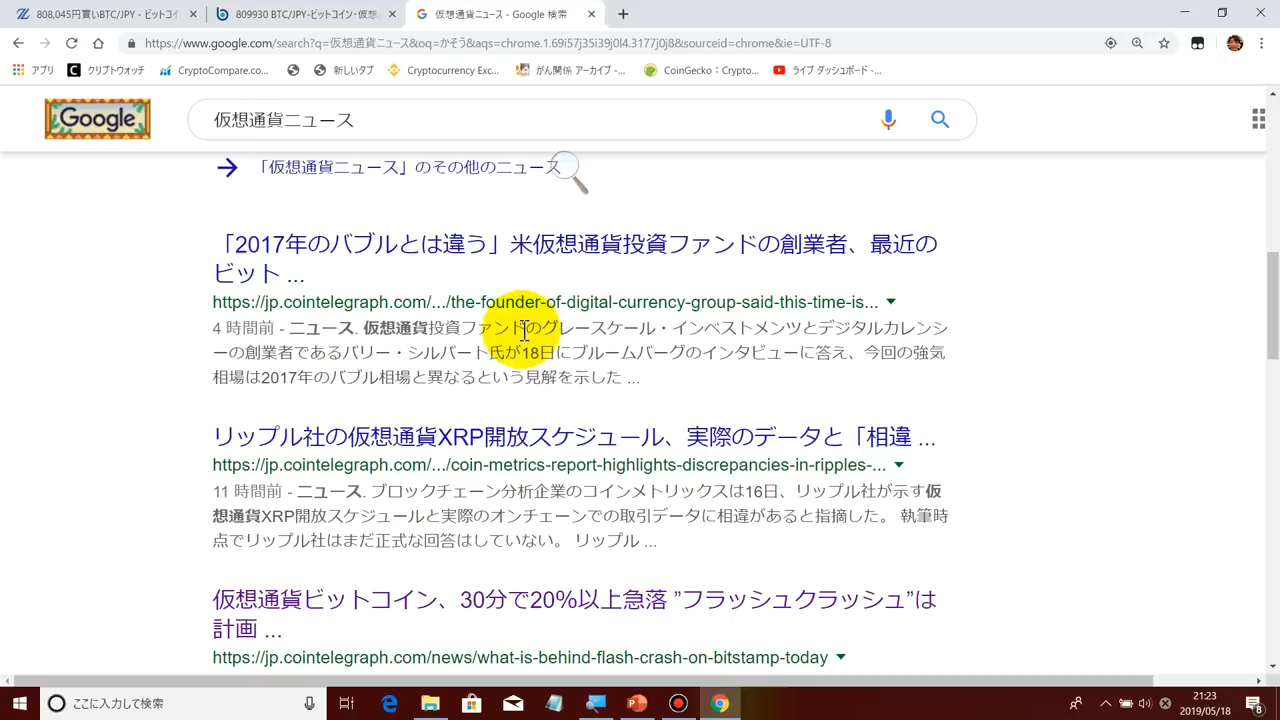 808,045円買いBTC/JPY - ビットコイ
809930 BTC/JPY-ビットコイン・仮想
仮想通貨ニュース - Google 検索
https://www.google.com/search?q=仮想通貨ニュース&oq=かそう&aqs=chrome.1.69i57j35i39j0l4.3177j0j8&sourceid=chrome&ie=UTF-8
アプリ
クリプトウォッチ
CryptoCompare.co...
新しいタブ
Cryptocurrency Exc...
がん関係 アーカイブ - ...
CoinGecko：Crypto...
ライブ ダッシュボード - ...
Google
仮想通貨ニュース
「仮想通貨ニュース」のその他のニュース
「2017年のバブルとは違う」米仮想通貨投資ファンドの創業者、最近の
ビット ...
https://jp.cointelegraph.com/.../the-founder-of-digital-currency-group-said-this-time-is...
4 時間前 - ニュース. 仮想通貨投資ファンドのグレースケール・インベストメンツとデジタルカレンシ
ーの創業者であるバリー・シルバート氏が18日にブルームバーグのインタビューに答え、今回の強気
相場は2017年のバブル相場と異なるという見解を示した ...
リップル社の仮想通貨XRP開放スケジュール、実際のデータと「相違 ...
https://jp.cointelegraph.com/.../coin-metrics-report-highlights-discrepancies-in-ripples-...
11 時間前 - ニュース. ブロックチェーン分析企業のコインメトリックスは16日、リップル社が示す仮
想通貨XRP開放スケジュールと実際のオンチェーンでの取引データに相違があると指摘した。 執筆時
点でリップル社はまだ正式な回答はしていない。 リップル ...
仮想通貨ビットコイン、30分で20％以上急落 ”フラッシュクラッシュ”は
計画 ...
https://jp.cointelegraph.com/news/what-is-behind-flash-crash-on-bitstamp-today
ここに入力して検索
21:23
2019/05/18
8